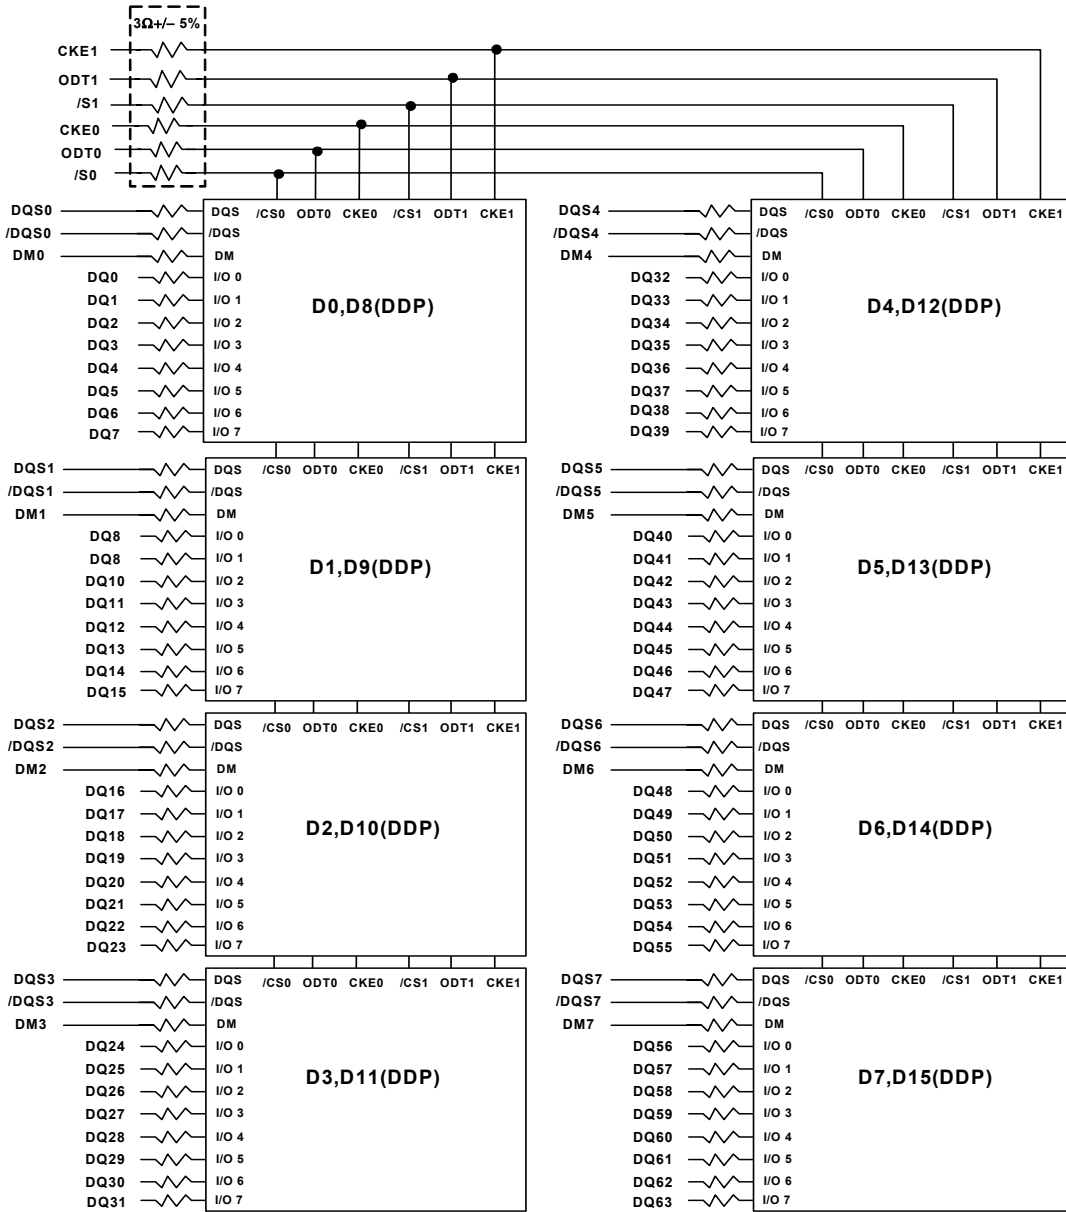 3Ω+/– 5%
CKE1
ODT1
/S1
CKE0
ODT0
/S0
DQS0
/DQS0
DM0
DQ0
DQ1
DQ2
DQ3
DQ4
DQ5
DQ6
DQ7
DQS /CS0 ODT0 CKE0 /CS1 ODT1 CKE1
/DQS
DM
I/O 0
I/O 1
I/O 2
I/O 3
I/O 4
I/O 5
I/O 6
I/O 7
D0,D8(DDP)
DQS4
/DQS4
DM4
DQ32
DQ33
DQ34
DQ35
DQ36
DQ37
DQ38
DQ39
DQS /CS0 ODT0 CKE0 /CS1 ODT1 CKE1
/DQS
DM
I/O 0
I/O 1
I/O 2
I/O 3
I/O 4
I/O 5
I/O 6
I/O 7
D4,D12(DDP)
DQS1
/DQS1
DM1
DQ8
DQ8
DQ10
DQ11
DQ12
DQ13
DQ14
DQ15
DQS /CS0 ODT0 CKE0 /CS1 ODT1 CKE1
/DQS
DM
I/O 0
I/O 1
I/O 2
I/O 3
I/O 4
I/O 5
I/O 6
I/O 7
D1,D9(DDP)
DQS5
/DQS5
DM5
DQ40
DQ41
DQ42
DQ43
DQ44
DQ45
DQ46
DQ47
DQS /CS0 ODT0 CKE0 /CS1 ODT1 CKE1
/DQS
DM
I/O 0
I/O 1
I/O 2
I/O 3
I/O 4
I/O 5
I/O 6
I/O 7
D5,D13(DDP)
DQS2
/DQS2
DM2
DQ16
DQ17
DQ18
DQ19
DQ20
DQ21
DQ22
DQ23
DQS /CS0 ODT0 CKE0 /CS1 ODT1 CKE1
/DQS
DM
I/O 0
I/O 1
I/O 2
I/O 3
I/O 4
I/O 5
I/O 6
I/O 7
D2,D10(DDP)
DQS6
/DQS6
DM6
DQ48
DQ49
DQ50
DQ51
DQ52
DQ53
DQ54
DQ55
DQS /CS0 ODT0 CKE0 /CS1 ODT1 CKE1
/DQS
DM
I/O 0
I/O 1
I/O 2
I/O 3
I/O 4
I/O 5
I/O 6
I/O 7
D6,D14(DDP)
DQS3
/DQS3
DM3
DQ24
DQ25
DQ26
DQ27
DQ28
DQ29
DQ30
DQ31
DQS /CS0 ODT0 CKE0 /CS1 ODT1 CKE1
/DQS
DM
I/O 0
I/O 1
I/O 2
I/O 3
I/O 4
I/O 5
I/O 6
I/O 7
D3,D11(DDP)
DQS7
/DQS7
DM7
DQ56
DQ57
DQ58
DQ59
DQ60
DQ61
DQ62
DQ63
DQS /CS0 ODT0 CKE0 /CS1 ODT1 CKE1
/DQS
DM
I/O 0
I/O 1
I/O 2
I/O 3
I/O 4
I/O 5
I/O 6
I/O 7
D7,D15(DDP)